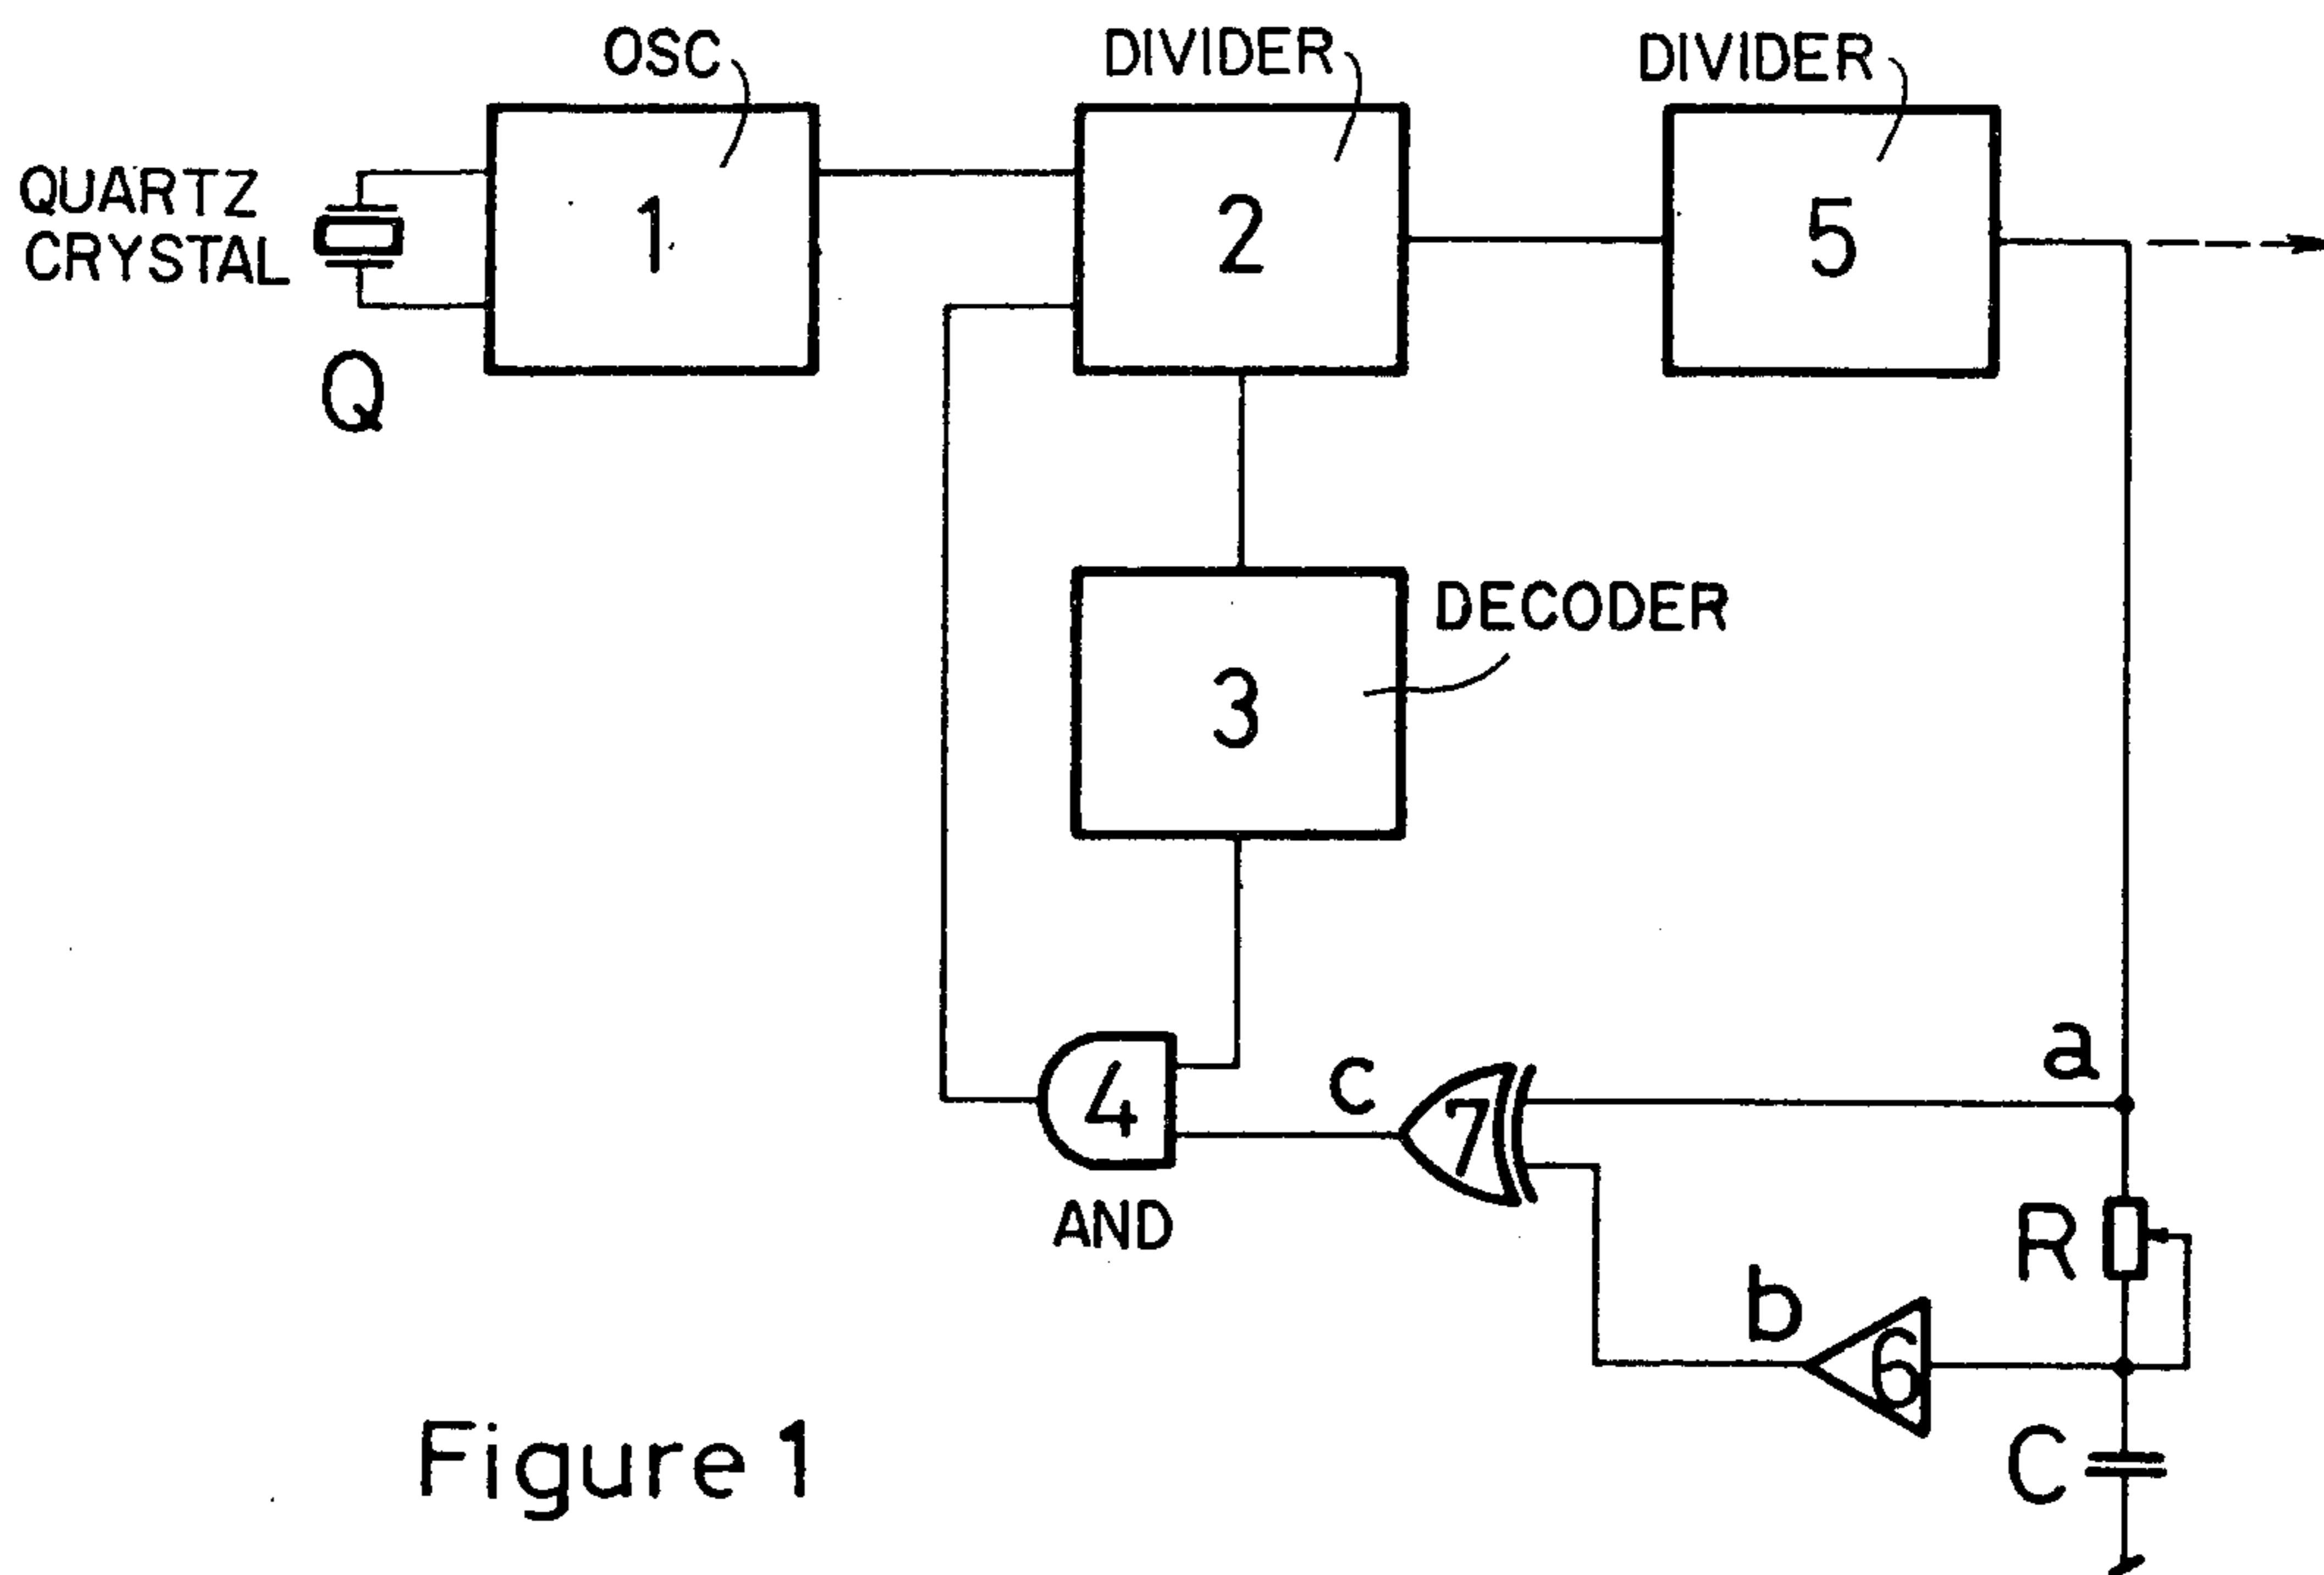 OSC
DIVIDER
DIVIDER
QUARTZ
CRYSTAL
1
2
5
Q
DECODER
3
a
c
4
7
AND
R
b
6
C
Figure 1